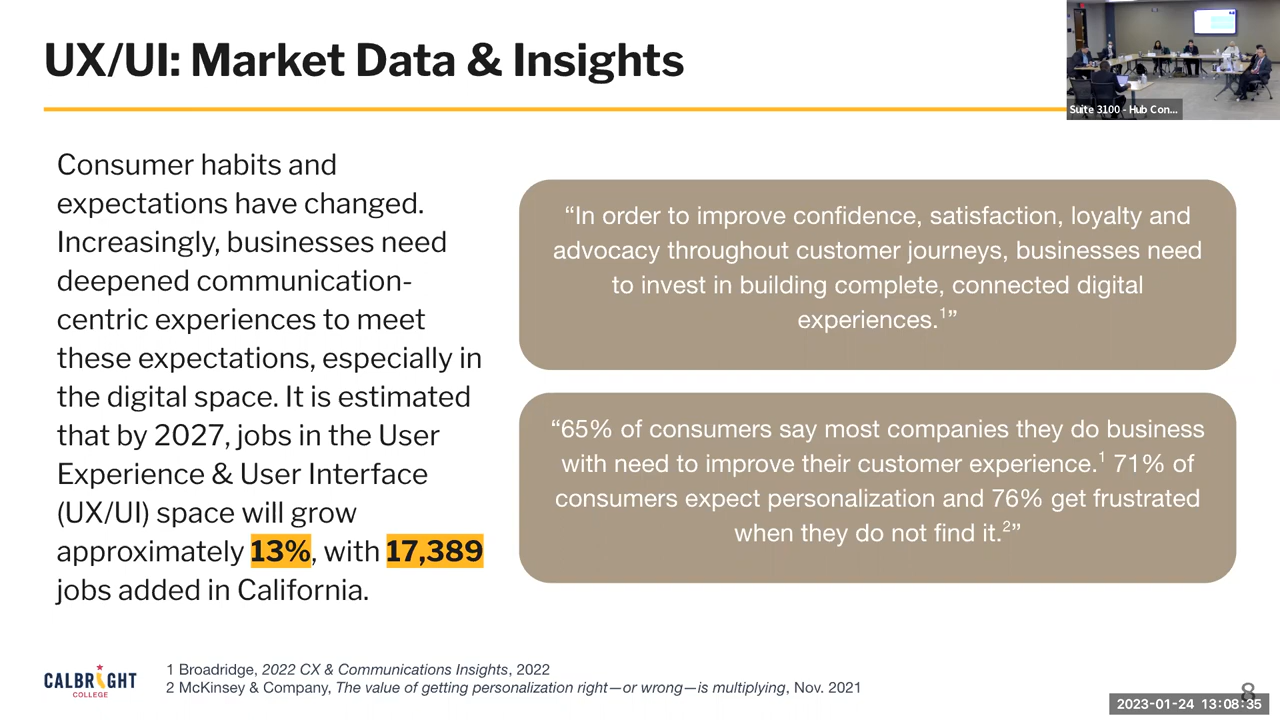 UX/UI: Market Data & Insights
Suite 3100 - Hub Con...
Consumer habits and
expectations have changed.
Increasingly, businesses need
deepened communication-
centric experiences to meet
these expectations, especially in
the digital space. It is estimated
that by 2027, jobs in the User
Experience & User Interface
(UX/UI) space will grow
approximately 13%, with 17,389
jobs added in California.
“In order to improve confidence, satisfaction, loyalty and
advocacy throughout customer journeys, businesses need
to invest in building complete, connected digital
experiences.¹”
“65% of consumers say most companies they do business
with need to improve their customer experience.¹ 71% of
consumers expect personalization and 76% get frustrated
when they do not find it.²”
CALBRIGHT
COLLEGE
1 Broadridge, 2022 CX & Communications Insights, 2022
2 McKinsey & Company, The value of getting personalization right—or wrong—is multiplying, Nov. 2021
8
2023-01-24 13:08:35